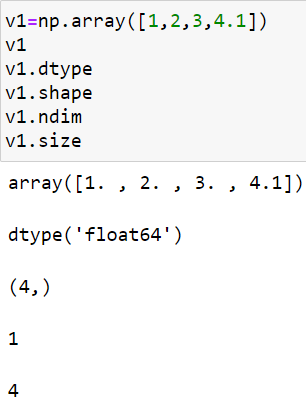 v1=np.array([1,2,3,4.1])
v1
v1.dtype
v1.shape
v1.ndim
v1.size
array([1. , 2. , 3. , 4.1])
dtype('float64')
(4,)
1
4